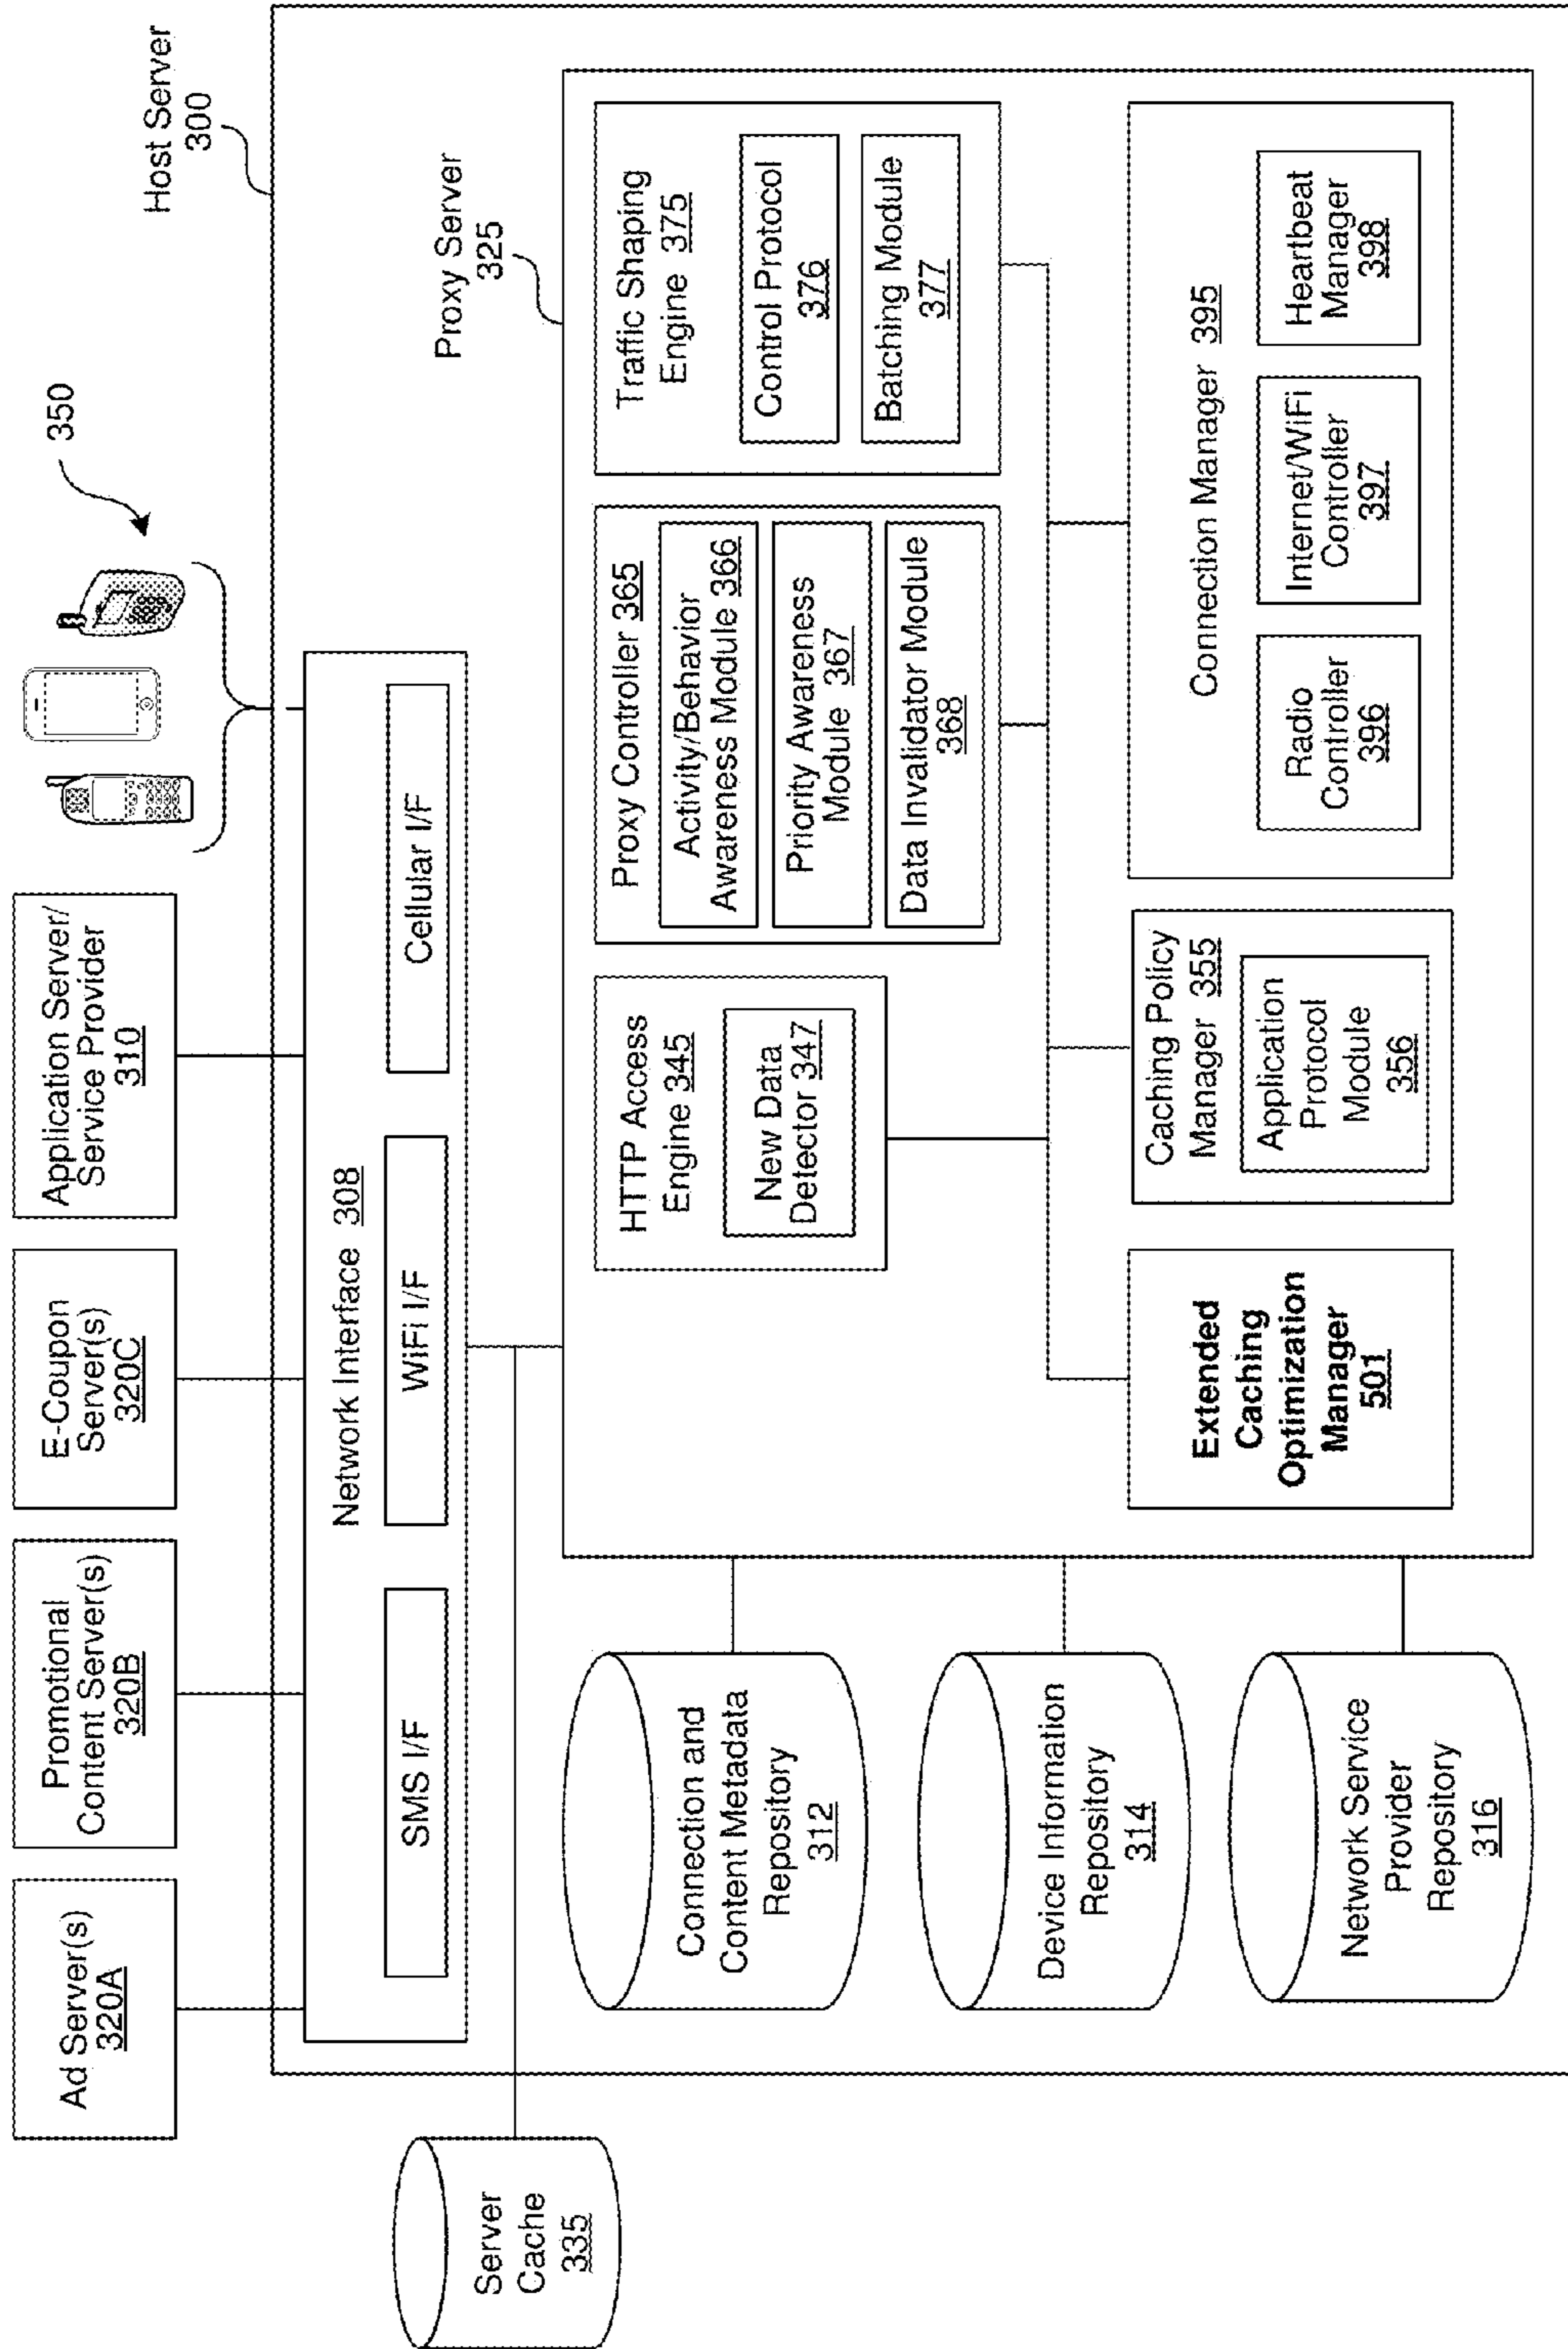 Ad Server(s)
320A
Promotional
Content Server(s)
320B
E-Coupon
Server(s)
320C
Application Server/
Service Provider
310
350
Host Server
300
Network Interface 308
SMS I/F
WiFi I/F
Cellular I/F
Server
Cache
335
Proxy Server
325
Connection and
Content Metadata
Repository
312
Device Information
Repository
314
Network Service
Provider
Repository
316
HTTP Access
Engine 345
New Data
Detector 347
Proxy Controller 365
Activity/Behavior
Awareness Module 366
Priority Awareness
Module 367
Data Invalidator Module
368
Traffic Shaping
Engine 375
Control Protocol
376
Batching Module
377
Extended
Caching
Optimization
Manager
501
Caching Policy
Manager 355
Application
Protocol
Module
356
Connection Manager 395
Radio
Controller
396
Internet/WiFi
Controller
397
Heartbeat
Manager
398